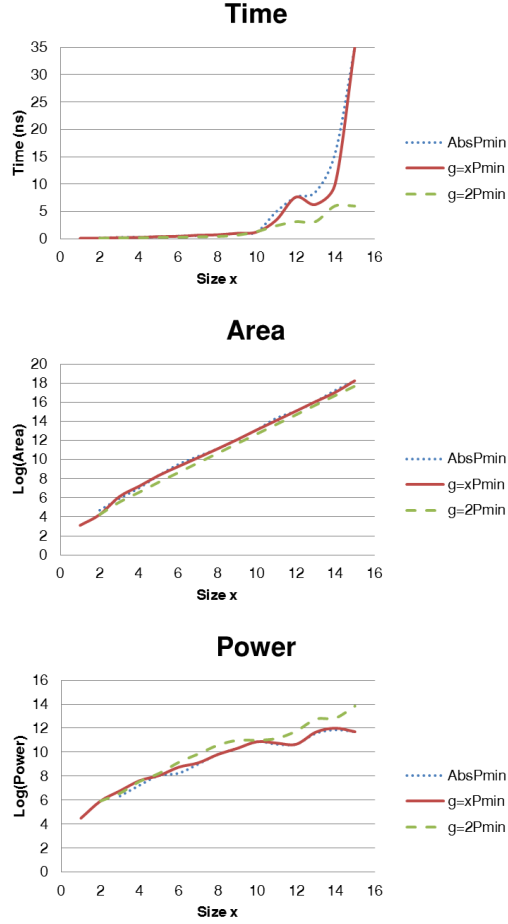 Time
35
30
25
20
15
10
5
0
Time (ns)
0 2 4 6 8 10 12 14 16
Size x
AbsPmin
g=xPmin
g=2Pmin
Area
20
18
16
14
12
10
8
6
4
2
0
Log(Area)
0 2 4 6 8 10 12 14 16
Size x
AbsPmin
g=xPmin
g=2Pmin
Power
16
14
12
10
8
6
4
2
0
Log(Power)
0 2 4 6 8 10 12 14 16
Size x
AbsPmin
g=xPmin
g=2Pmin